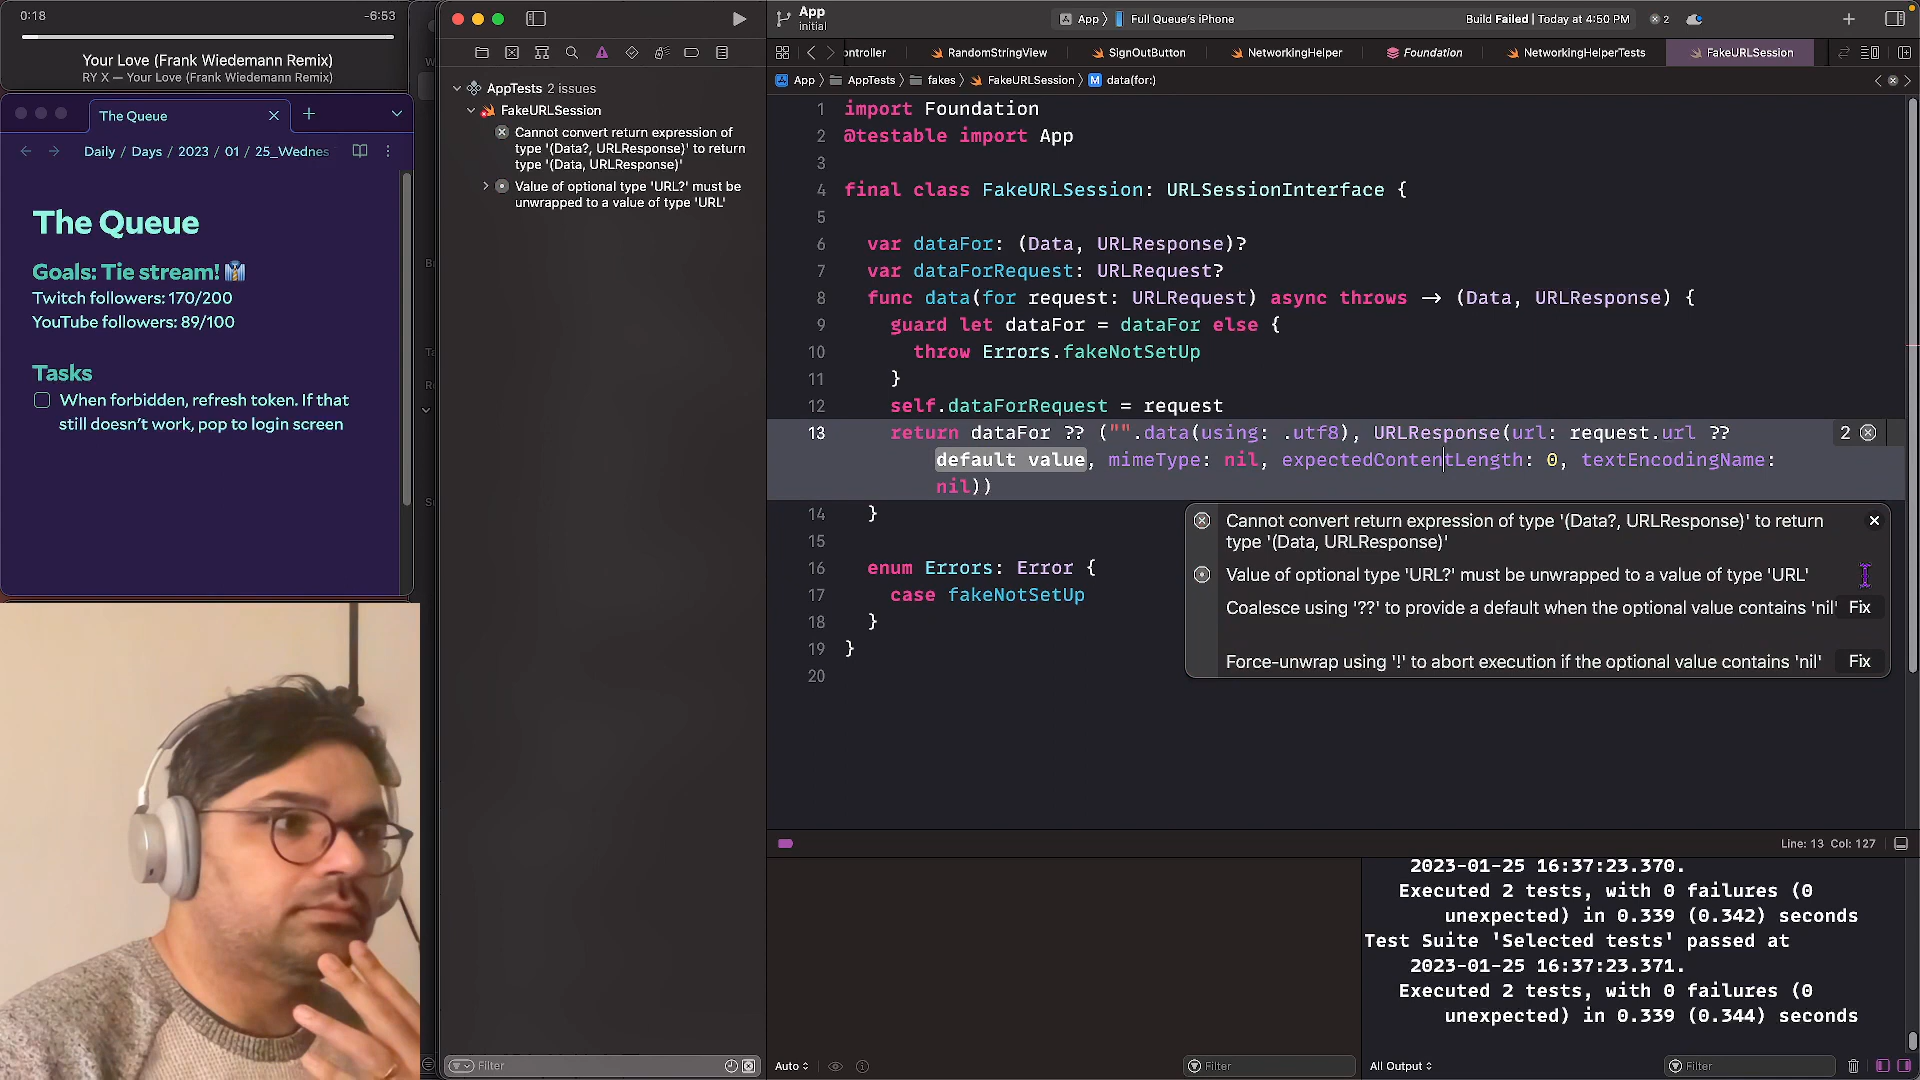 0:18
-6:53
Your Love (Frank Wiedemann Remix)
RY X — Your Love (Frank Wiedemann Remix)
The Queue
Daily / Days / 2023 / 01 / 25_Wednes
The Queue
Goals: Tie stream!
Twitch followers: 170/200
YouTube followers: 89/100
Tasks
When forbidden, refresh token. If that
still doesn't work, pop to login screen
AppTests 2 issues
FakeURLSession
Cannot convert return expression of
type '(Data?, URLResponse)' to return
type '(Data, URLResponse)'
Value of optional type 'URL?' must be
unwrapped to a value of type 'URL'
Filter
App
initial
App 〉 Full Queue's iPhone
Build Failed | Today at 4:50 PM
2
ontroller
RandomStringView
SignOutButton
NetworkingHelper
Foundation
NetworkingHelperTests
FakeURLSession
App 〉 AppTests 〉 fakes 〉 FakeURLSession 〉 M data(for:)
1 import Foundation
2 @testable import App
3
4 final class FakeURLSession: URLSessionInterface {
5
6 var dataFor: (Data, URLResponse)?
7 var dataForRequest: URLRequest?
8 func data(for request: URLRequest) async throws -> (Data, URLResponse) {
9 guard let dataFor = dataFor else {
10 throw Errors.fakeNotSetUp
11 }
12 self.dataForRequest = request
13 return dataFor ?? ("".data(using: .utf8), URLResponse(url: request.url ??
default value, mimeType: nil, expectedContentLength: 0, textEncodingName:
nil))
2
14 }
15
16 enum Errors: Error {
17 case fakeNotSetUp
18 }
19 }
20
Cannot convert return expression of type '(Data?, URLResponse)' to return
type '(Data, URLResponse)'
Value of optional type 'URL?' must be unwrapped to a value of type 'URL'
Coalesce using '??' to provide a default when the optional value contains 'nil' Fix
Force-unwrap using '!' to abort execution if the optional value contains 'nil' Fix
Line: 13 Col: 127
2023-01-25 16:37:23.370.
Executed 2 tests, with 0 failures (0
unexpected) in 0.339 (0.342) seconds
Test Suite 'Selected tests' passed at
2023-01-25 16:37:23.371.
Executed 2 tests, with 0 failures (0
unexpected) in 0.339 (0.344) seconds
Auto
Filter
All Output
Filter